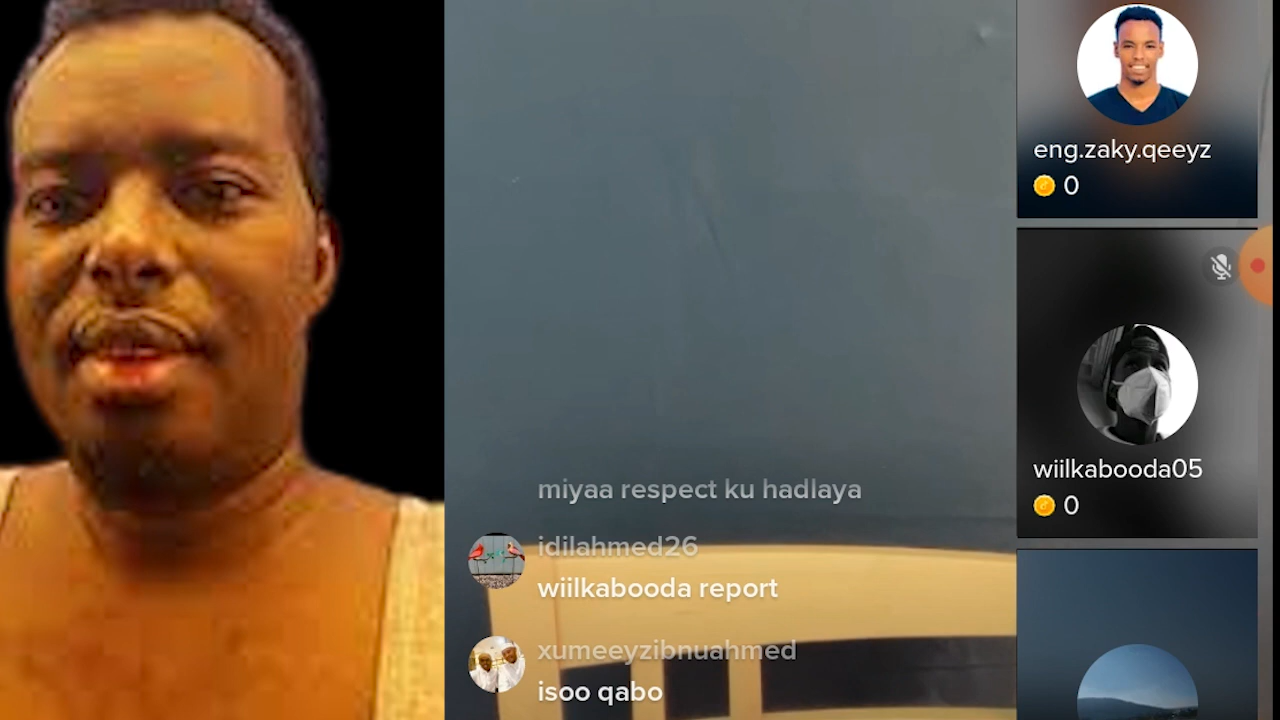 miyaa respect ku hadlaya
idilahmed26
wiilkabooda report
xumeeyzibnuahmed
isoo qabo
eng.zaky.qeeyz
0
wiilkabooda05
0